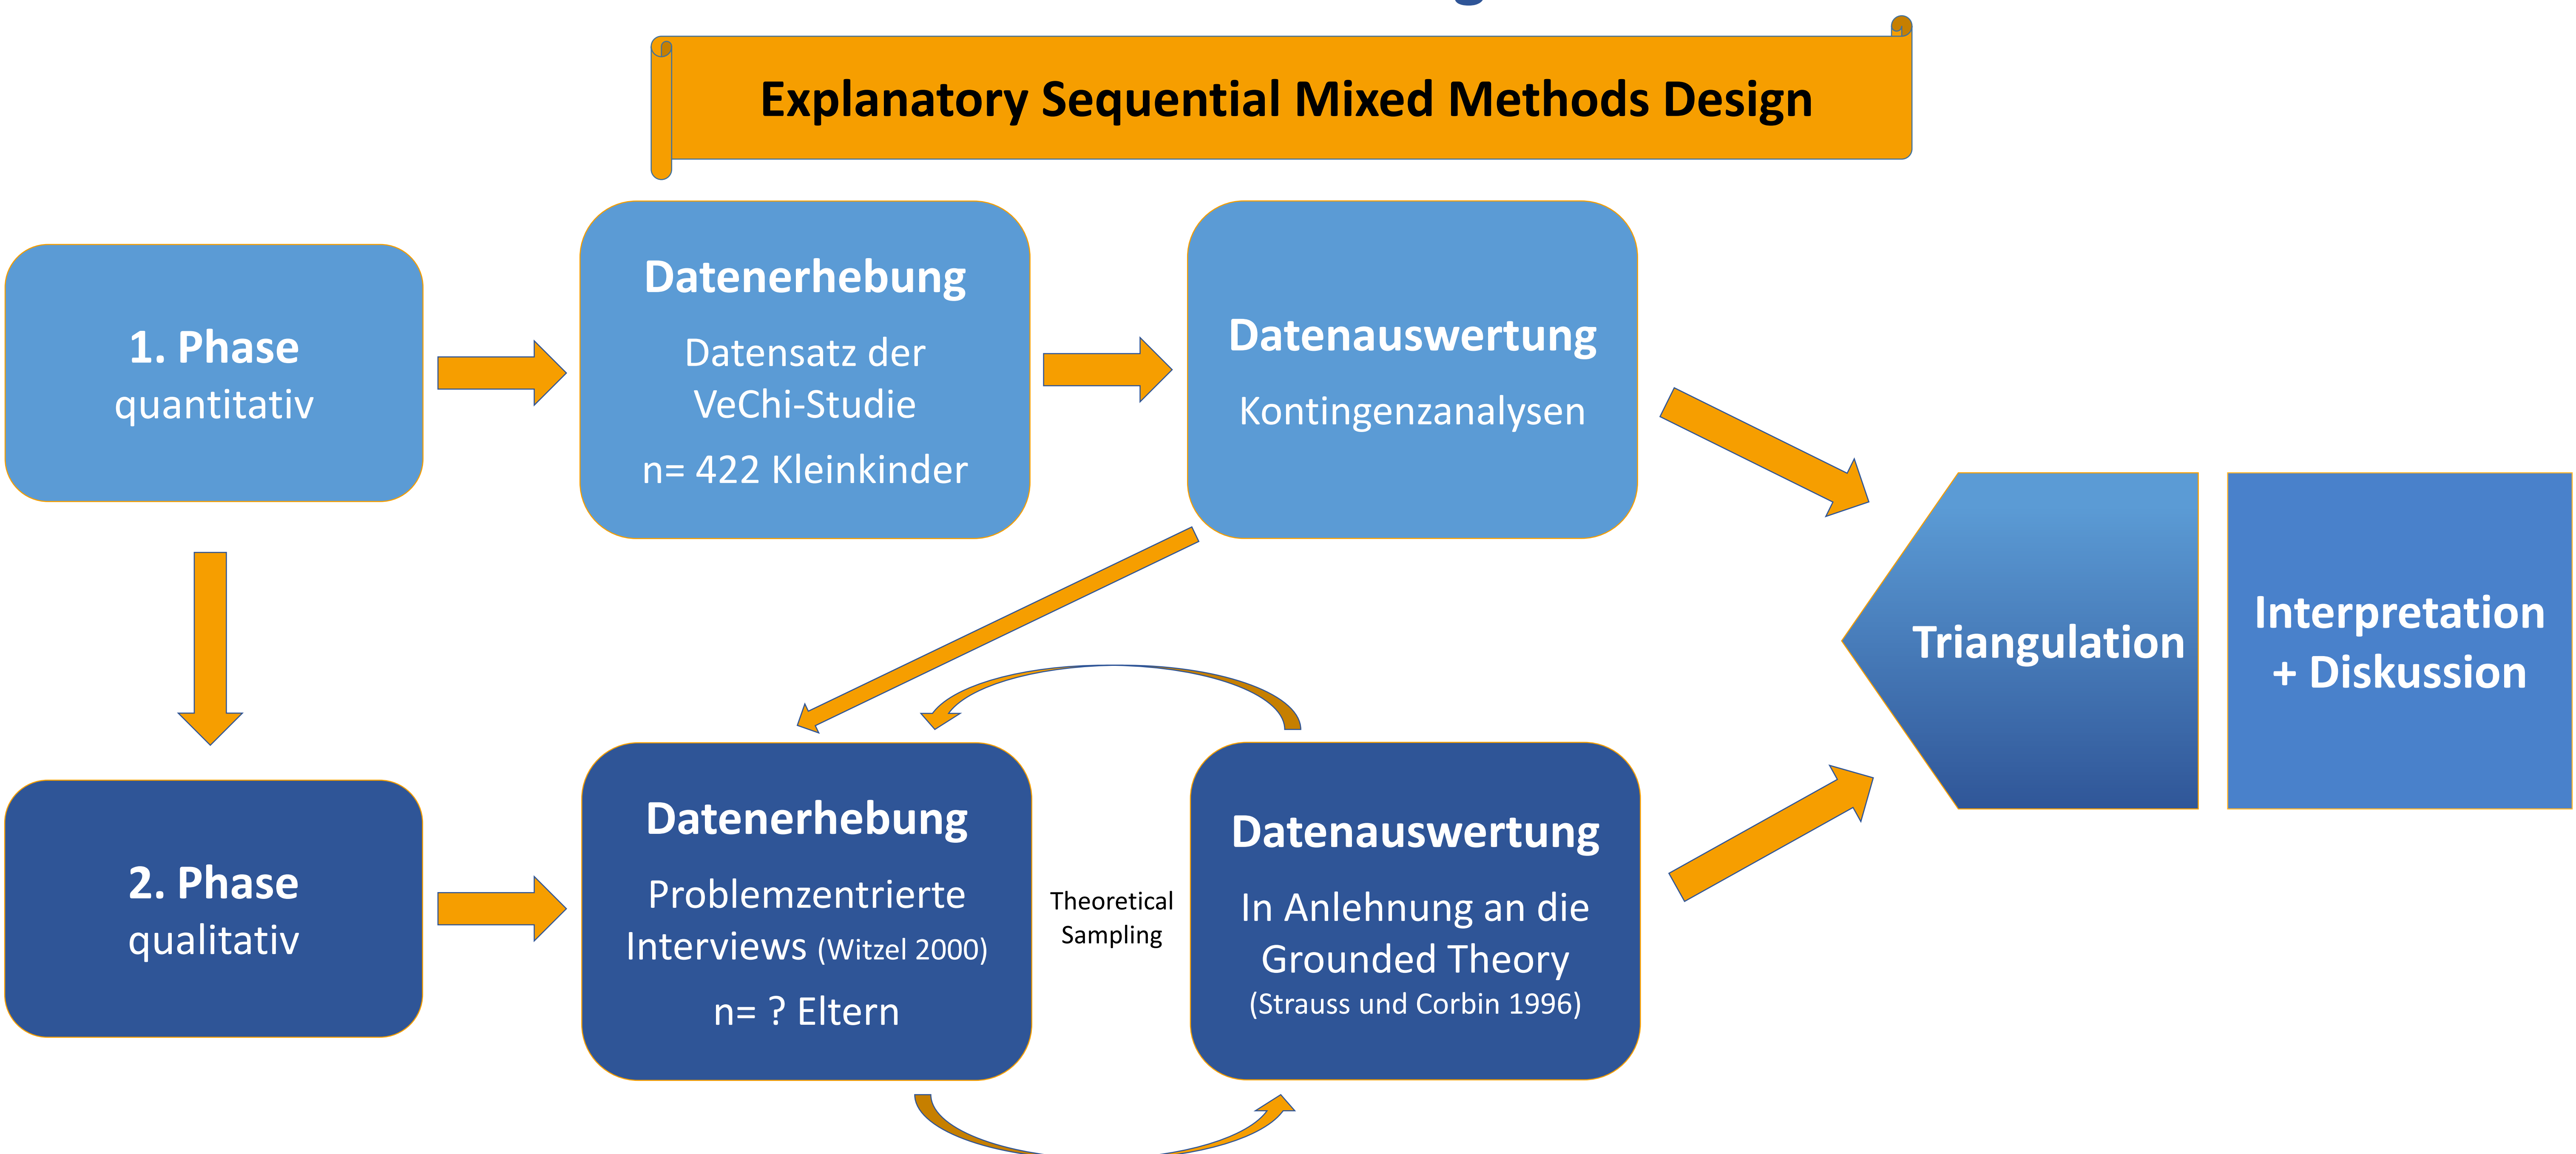 Explanatory Sequential Mixed Methods Design
1. Phase
quantitativ
Datenerhebung
Datensatz der
VeChi-Studie
n= 422 Kleinkinder
Datenauswertung
Kontingenzanalysen
Triangulation
Interpretation
+ Diskussion
2. Phase
qualitativ
Datenerhebung
Problemzentrierte
Interviews (Witzel 2000)
n= ? Eltern
Theoretical
Sampling
Datenauswertung
In Anlehnung an die
Grounded Theory
(Strauss und Corbin 1996)